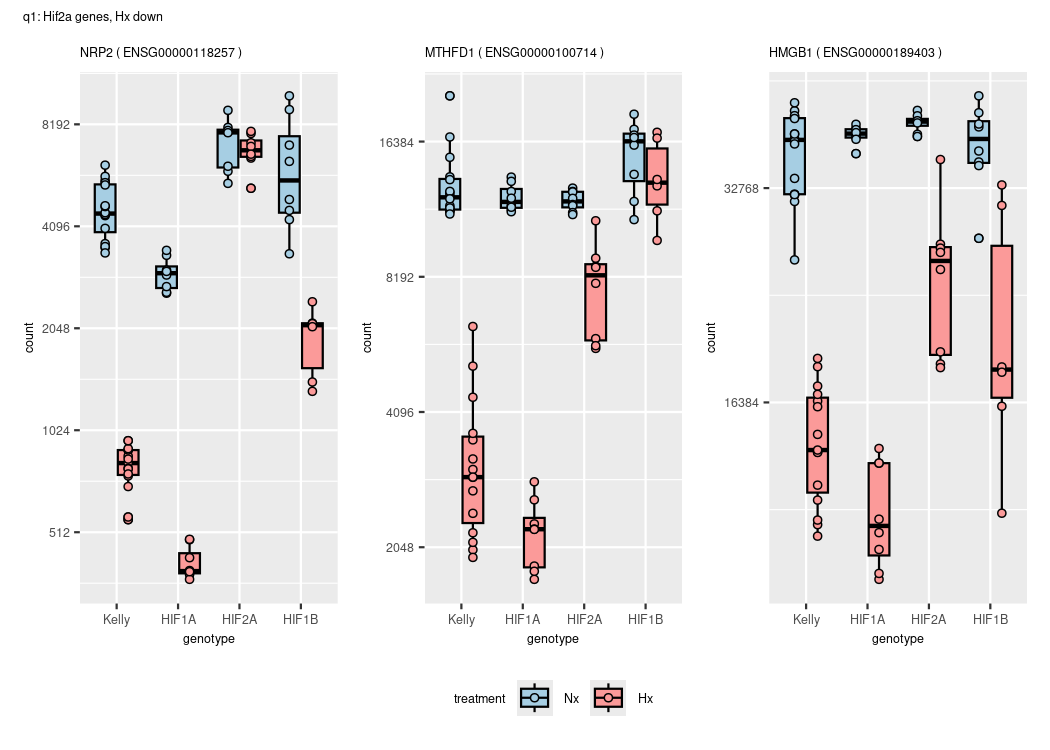 q1: Hif2a genes, Hx down
NRP2 ( ENSG00000118257 )
8192
4096
2048
1024
512
count
Kelly HIF1A HIF2A HIF1B
genotype
MTHFD1 ( ENSG00000100714 )
16384
8192
4096
2048
count
Kelly HIF1A HIF2A HIF1B
genotype
HMGB1 ( ENSG00000189403 )
32768
16384
count
Kelly HIF1A HIF2A HIF1B
genotype
treatment Nx Hx